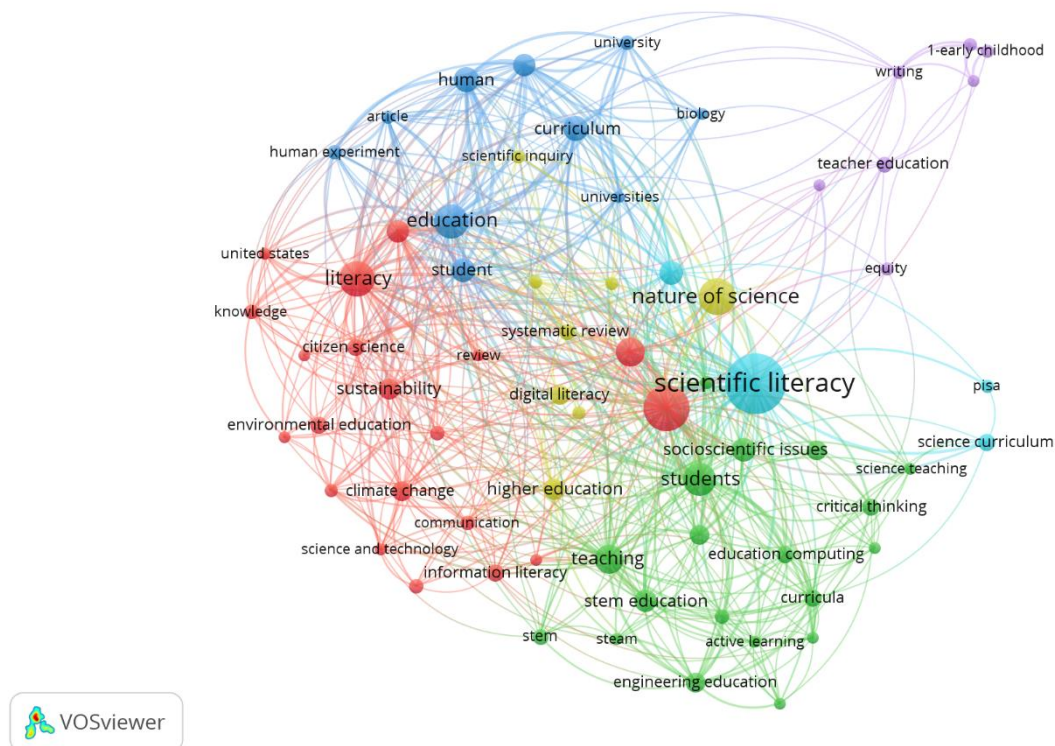 university
1-early childhood
writing
human
article
curriculum
biology
human experiment
scientific inquiry
teacher education
universities
education
united states
literacy
student
equity
nature of science
knowledge
systematic review
citizen science
review
scientific literacy
sustainability
digital literacy
pisa
environmental education
socioscientific issues
science curriculum
science teaching
students
climate change
higher education
critical thinking
communication
science and technology
teaching
education computing
information literacy
stem education
curricula
stem
steam
active learning
engineering education
VOSviewer